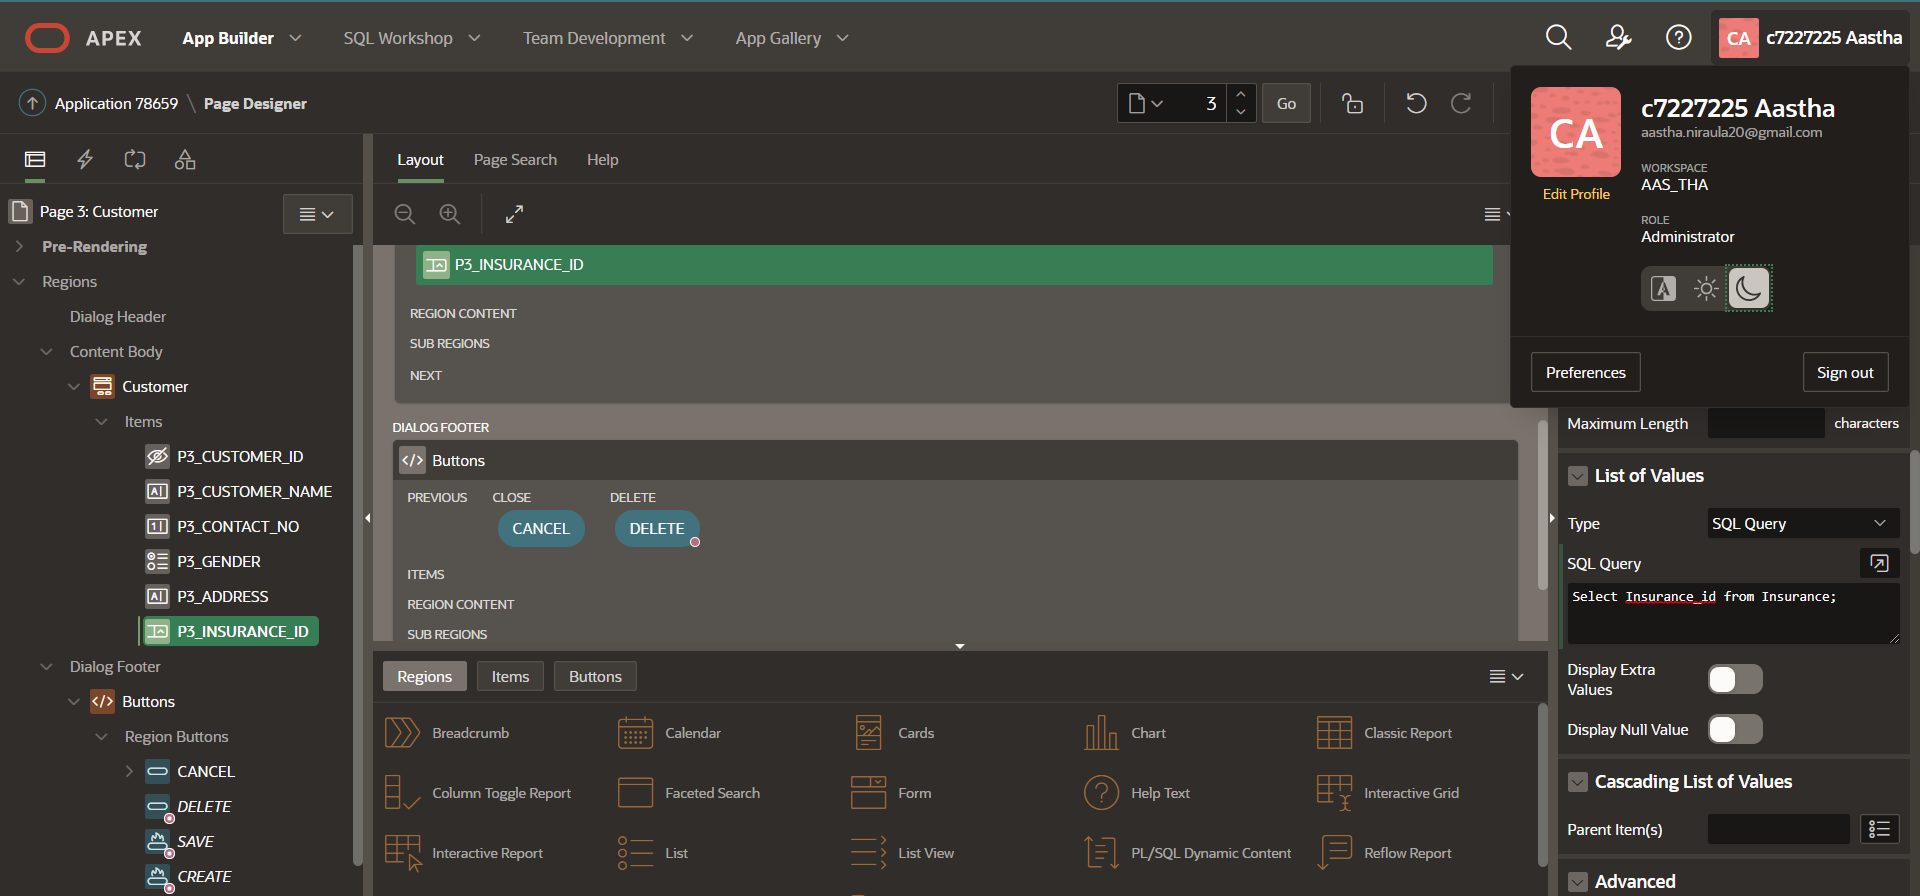 APEX
App Builder
SQL Workshop
Team Development
App Gallery
CA
c7227225 Aastha
Application 78659 \ Page Designer
3
Go
CA
c7227225 Aastha
aastha.niraula20@gmail.com
WORKSPACE
AAS_THA
Edit Profile
ROLE
Administrator
Preferences
Sign out
Page 3: Customer
Pre-Rendering
Regions
Dialog Header
Content Body
Customer
Items
P3_CUSTOMER_ID
P3_CUSTOMER_NAME
P3_CONTACT_NO
P3_GENDER
P3_ADDRESS
P3_INSURANCE_ID
Dialog Footer
Buttons
Region Buttons
CANCEL
DELETE
SAVE
CREATE
Layout
Page Search
Help
P3_INSURANCE_ID
REGION CONTENT
SUB REGIONS
NEXT
DIALOG FOOTER
Buttons
PREVIOUS
CLOSE
DELETE
CANCEL
DELETE
ITEMS
REGION CONTENT
SUB REGIONS
Regions
Items
Buttons
Breadcrumb
Calendar
Cards
Chart
Classic Report
Column Toggle Report
Faceted Search
Form
Help Text
Interactive Grid
Interactive Report
List
List View
PL/SQL Dynamic Content
Reflow Report
Maximum Length
characters
List of Values
Type
SQL Query
SQL Query
Select Insurance_id from Insurance;
Display Extra
Values
Display Null Value
Cascading List of Values
Parent Item(s)
Advanced